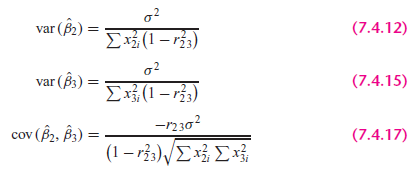 var (β̂₂) = σ² / ∑x²₂ᵢ (1 − r²₂₃) (7.4.12)
var (β̂₃) = σ² / ∑x²₃ᵢ (1 − r²₂₃) (7.4.15)
cov (β̂₂, β̂₃) = −r₂₃σ² / (1 − r²₂₃)√∑x²₂ᵢ ∑x²₃ᵢ (7.4.17)